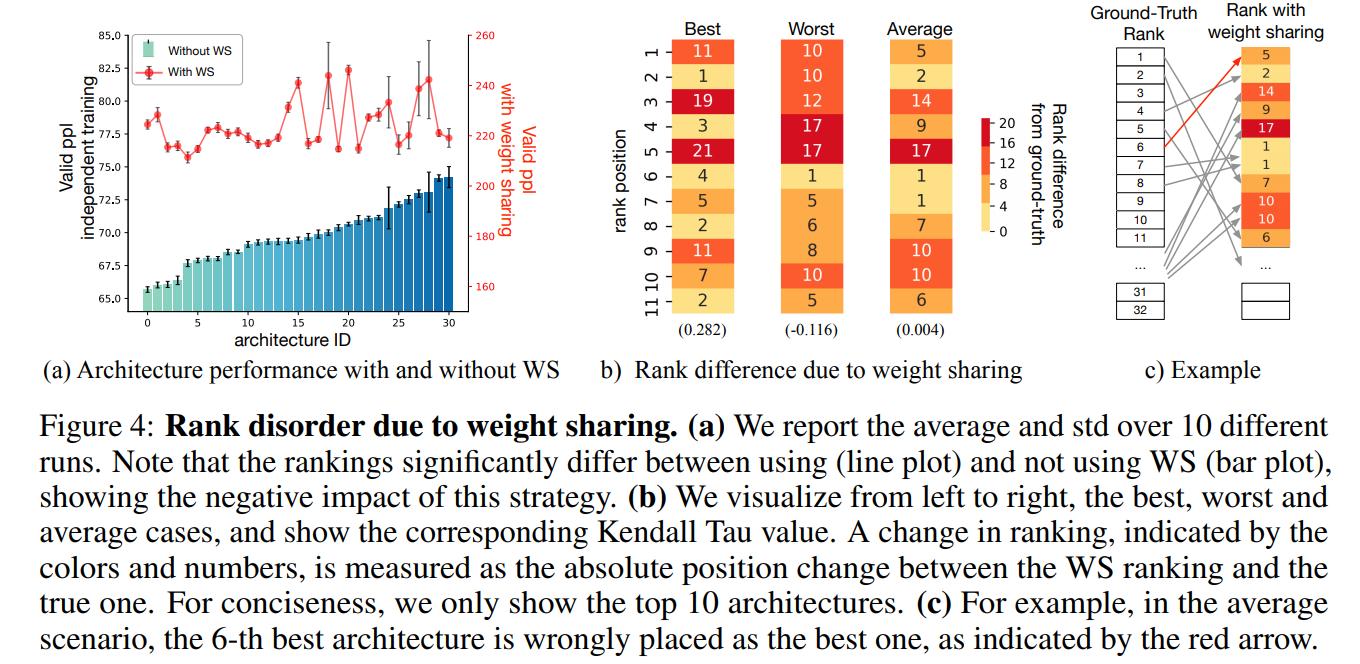 85.0
82.5
80.0
77.5
75.0
72.5
70.0
67.5
65.0
Valid ppl
independent training
Without WS
With WS
260
240
220
200
180
160
Valid ppl
with weight sharing
0 5 10 15 20 25 30
architecture ID
(a) Architecture performance with and without WS
rank position
Best Worst Average
1 11 10 5
2 1 10 2
3 19 12 14
4 3 17 9
5 21 17 17
6 4 1 1
7 5 5 1
8 2 6 7
9 11 8 10
10 7 10 10
11 2 5 6
(0.282) (-0.116) (0.004)
20
16
12
8
4
0
Rank difference
from ground-truth
b) Rank difference due to weight sharing
Ground-Truth
Rank
Rank with
weight sharing
1 5
2 2
3 14
4 9
5 17
6 1
7 1
8 7
9 10
10 10
11 6
... ...
31
32
c) Example
Figure 4: Rank disorder due to weight sharing. (a) We report the average and std over 10 different
runs. Note that the rankings significantly differ between using (line plot) and not using WS (bar plot),
showing the negative impact of this strategy. (b) We visualize from left to right, the best, worst and
average cases, and show the corresponding Kendall Tau value. A change in ranking, indicated by the
colors and numbers, is measured as the absolute position change between the WS ranking and the
true one. For conciseness, we only show the top 10 architectures. (c) For example, in the average
scenario, the 6-th best architecture is wrongly placed as the best one, as indicated by the red arrow.